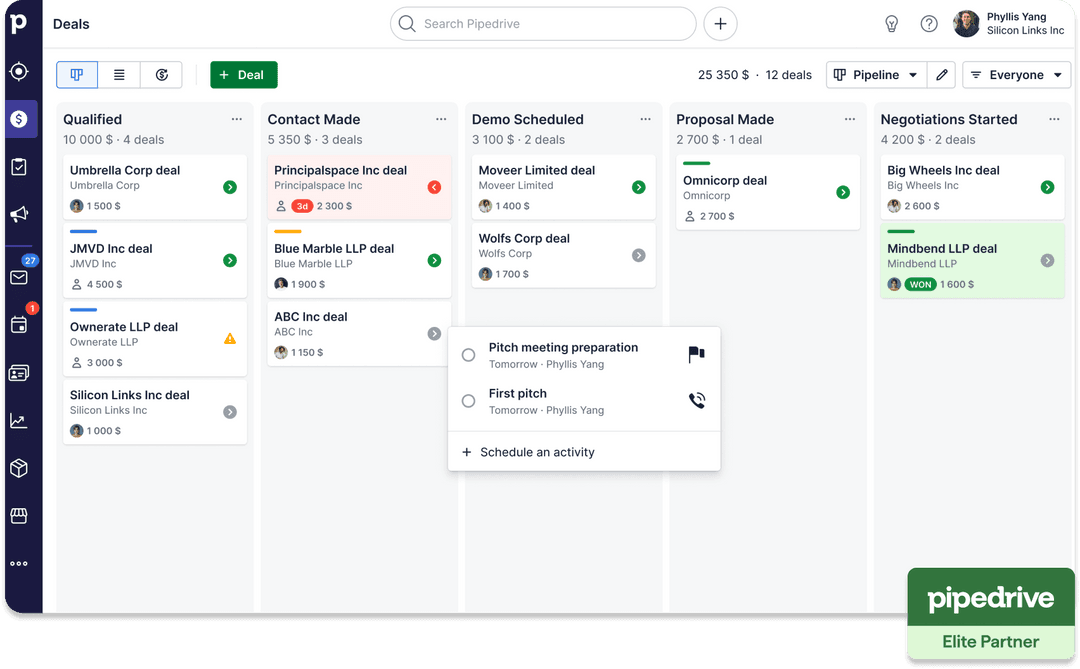 p
Deals
Search Pipedrive
Phyllis Yang
Silicon Links Inc
+ Deal
25 350 $ · 12 deals
Pipeline
Everyone
27
1
Qualified
10 000 $ · 4 deals
Umbrella Corp deal
Umbrella Corp
1 500 $
JMVD Inc deal
JMVD Inc
4 500 $
Ownerate LLP deal
Ownerate LLP
3 000 $
Silicon Links Inc deal
Silicon Links Inc
1 000 $
Contact Made
5 350 $ · 3 deals
Principalspace Inc deal
Principalspace Inc
3d 2 300 $
Blue Marble LLP deal
Blue Marble LLP
1 900 $
ABC Inc deal
ABC Inc
1 150 $
Demo Scheduled
3 100 $ · 2 deals
Moveer Limited deal
Moveer Limited
1 400 $
Wolfs Corp deal
Wolfs Corp
1 700 $
Proposal Made
2 700 $ · 1 deal
Omnicorp deal
Omnicorp
2 700 $
Negotiations Started
4 200 $ · 2 deals
Big Wheels Inc deal
Big Wheels Inc
2 600 $
Mindbend LLP deal
Mindbend LLP
WON 1 600 $
Pitch meeting preparation
Tomorrow · Phyllis Yang
First pitch
Tomorrow · Phyllis Yang
+ Schedule an activity
pipedrive
Elite Partner